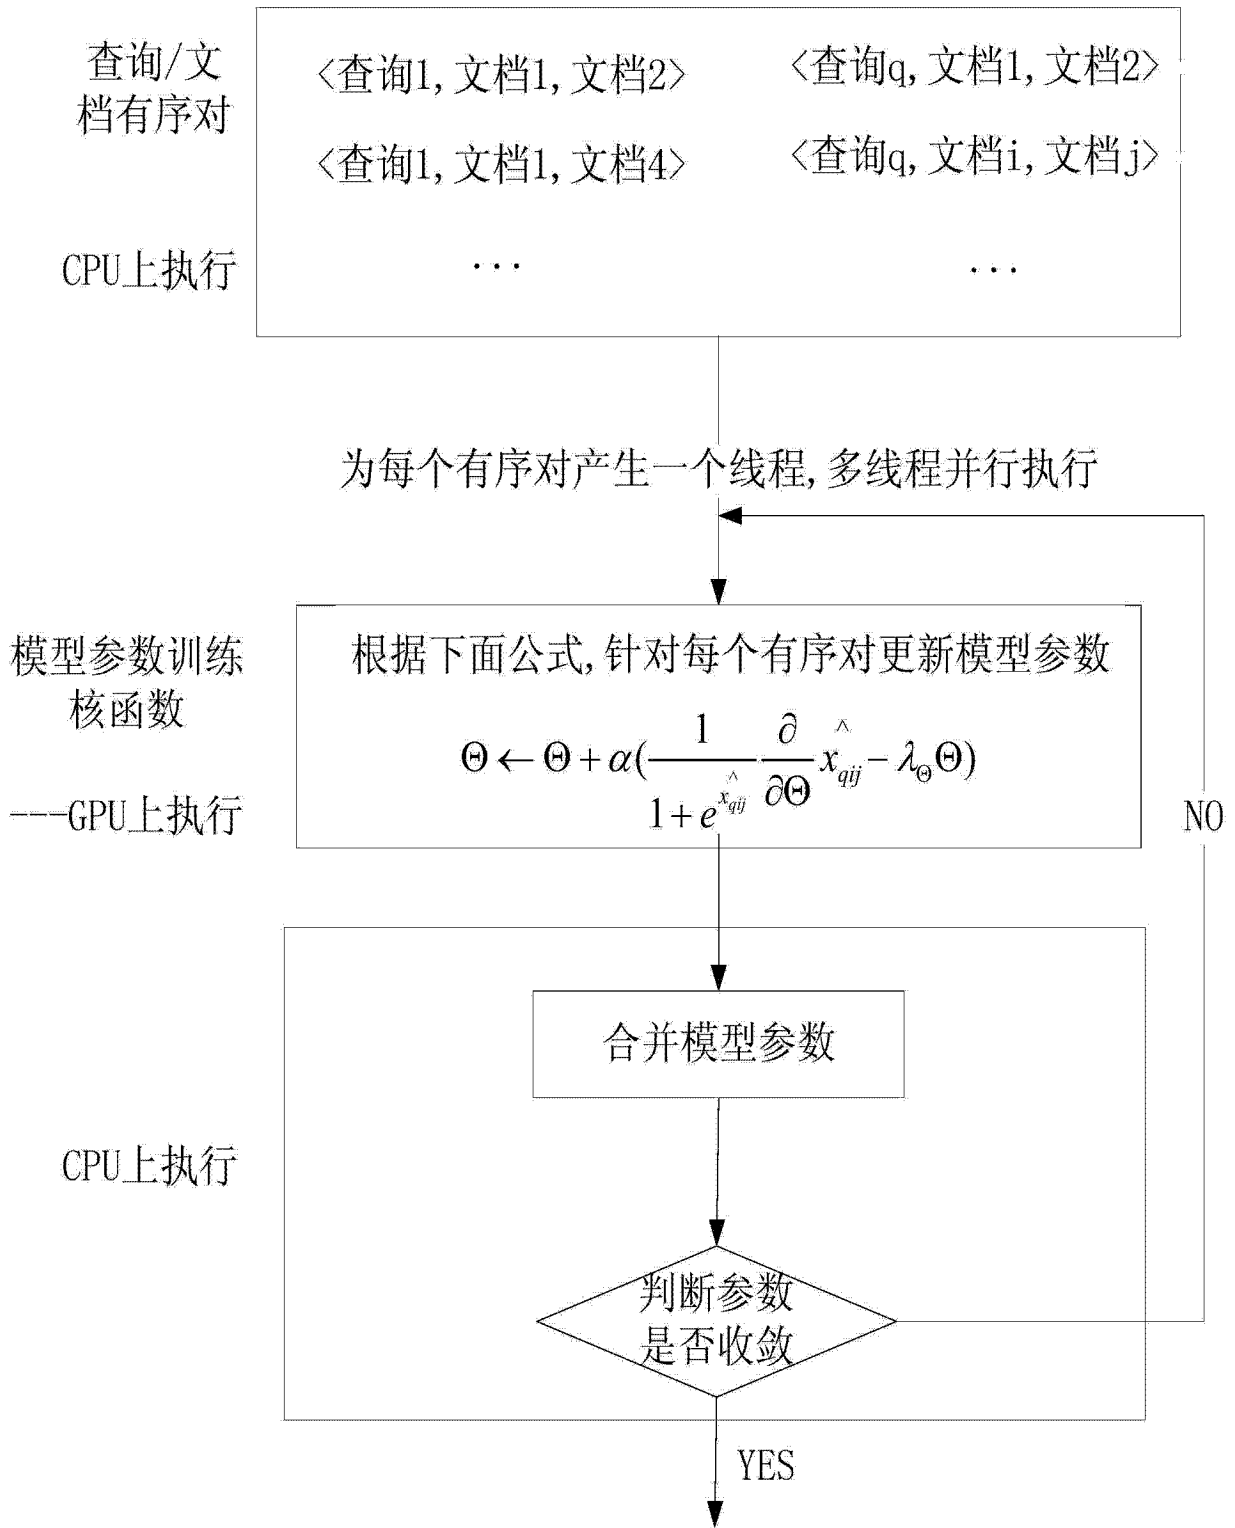 查询/文
档有序对
<查询1,文档1,文档2>
<查询q,文档1,文档2>
<查询1,文档1,文档4>
<查询q,文档i,文档j>
CPU上执行
...
...
为每个有序对产生一个线程,多线程并行执行
模型参数训练
核函数
---GPU上执行
根据下面公式,针对每个有序对更新模型参数
Θ ← Θ + α(\frac{1}{1+e^{\hat{x}_{qij}}} \frac{∂}{∂Θ} \hat{x}_{qij} - λ_Θ Θ)
NO
合并模型参数
CPU上执行
判断参数
是否收敛
YES